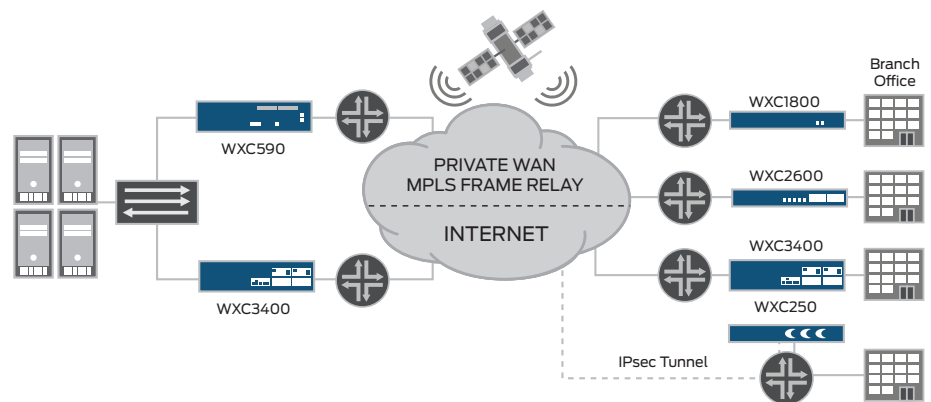 Branch
Office
WXC1800
WXC590
PRIVATE WAN
MPLS FRAME RELAY
WXC2600
INTERNET
WXC3400
WXC3400
WXC250
IPsec Tunnel